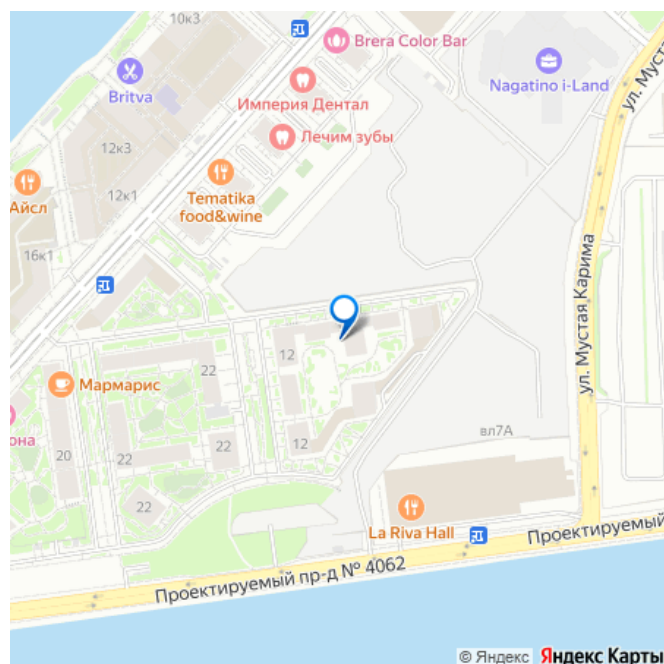 10к3
Brera Color Bar
Britva
Nagatino i-Land
ул. Мустая
Империя Дентал
Лечим зубы
12к3
12к1
Айсл
Tematika
food&wine
16к1
ул. Мустая Карима
12
22
Мармарис
она
вл7А
20
22
22
12
22
La Riva Hall
Проектируемый
Проектируемый пр-д № 4062
© Яндекс Яндекс Карты